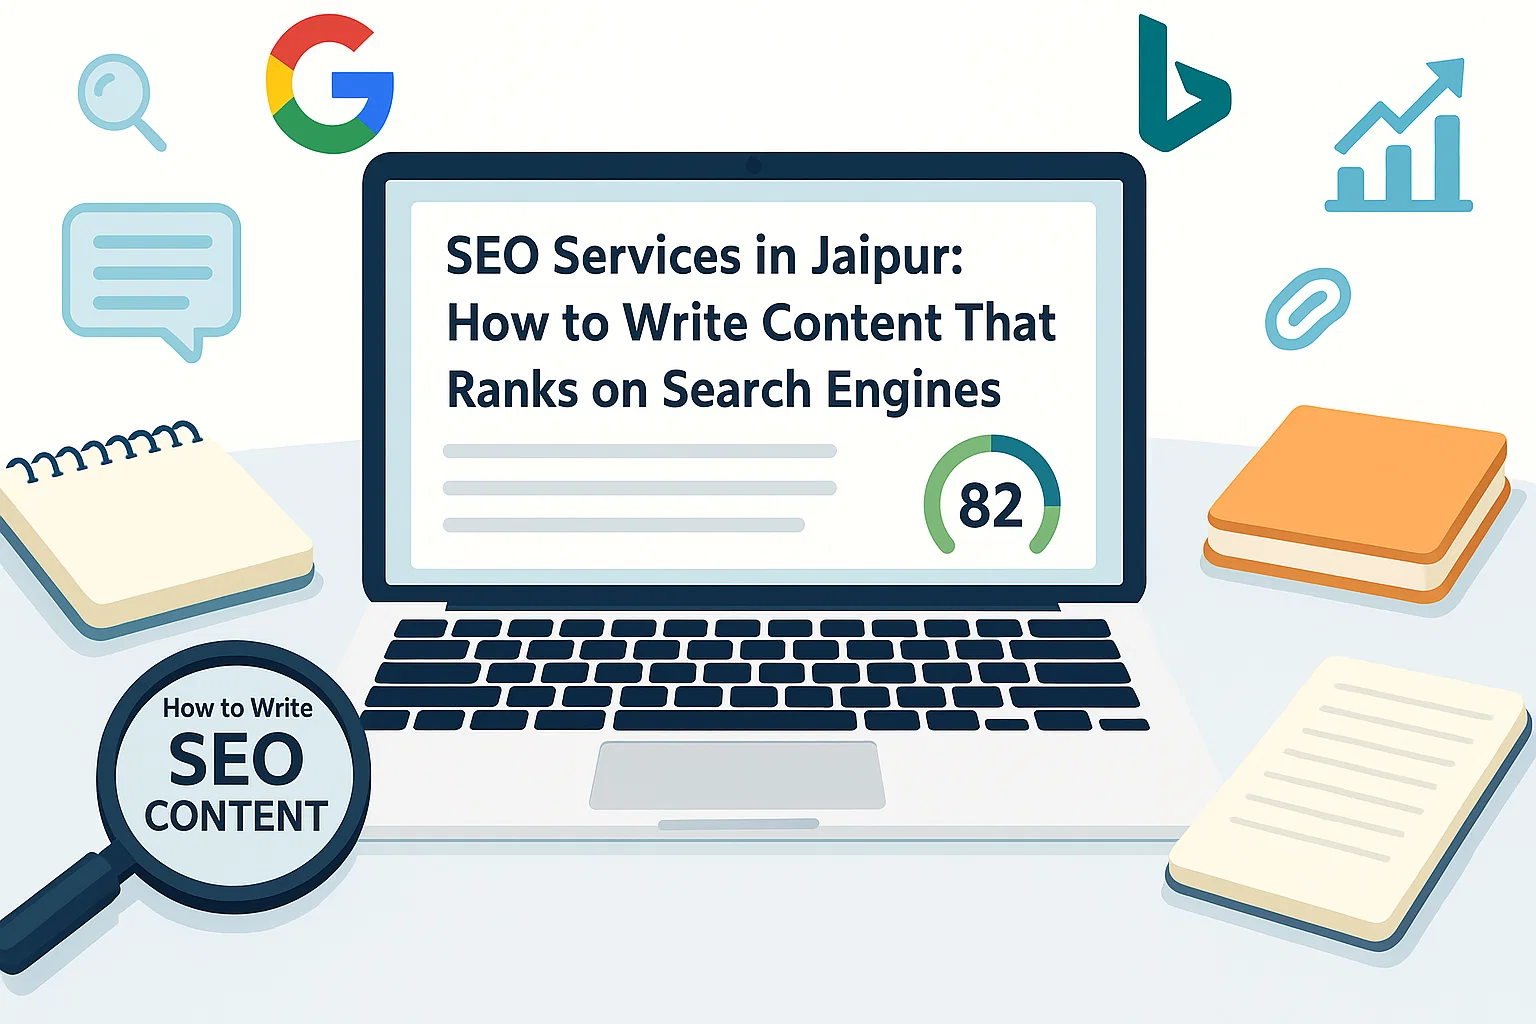 SEO Services in Jaipur:
How to Write Content That
Ranks on Search Engines
82
How to Write
SEO
CONTENT